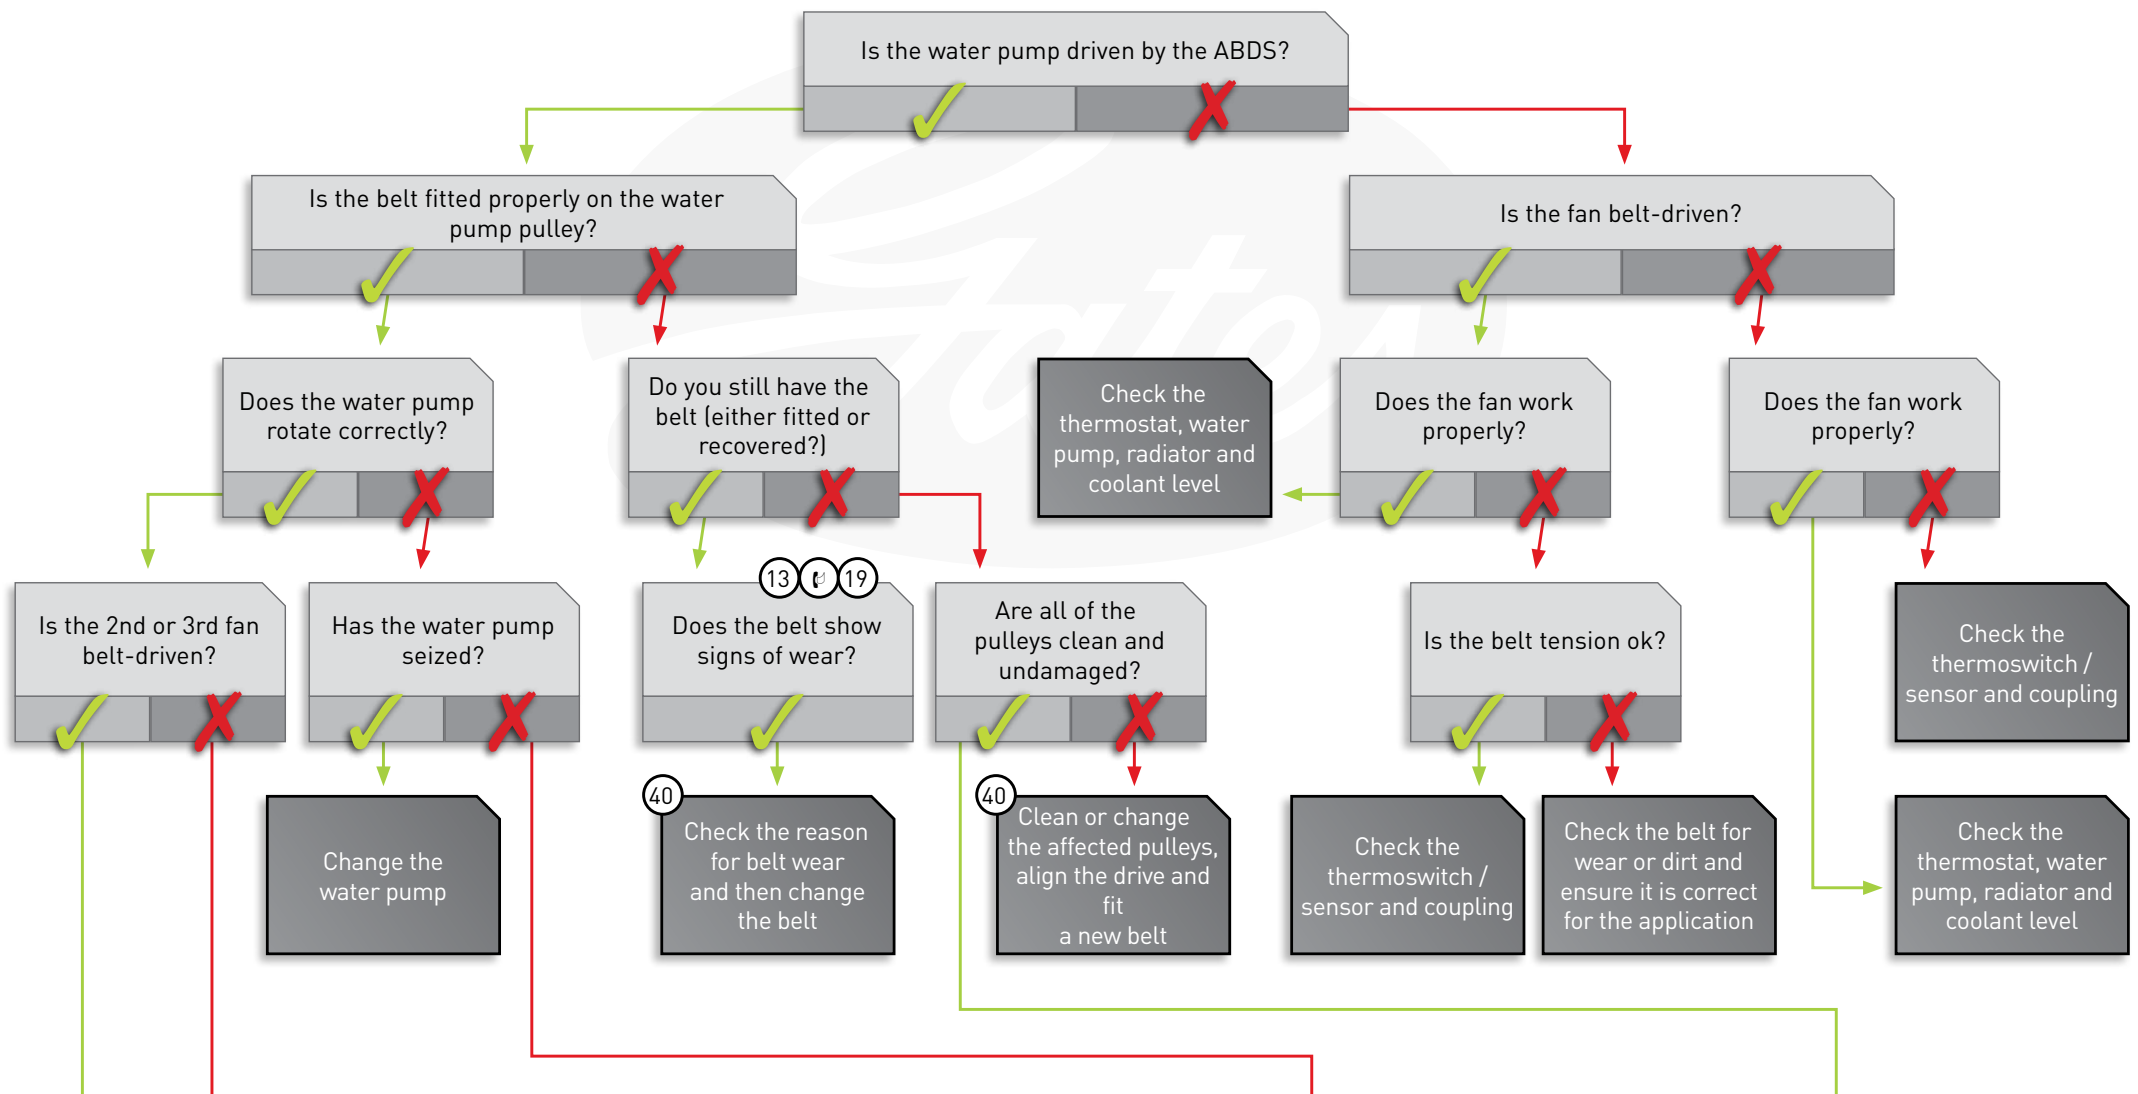 Is the water pump driven by the ABDS?
Is the belt fitted properly on the water
pump pulley?
Is the fan belt-driven?
Does the water pump
rotate correctly?
Do you still have the
belt (either fitted or
recovered?)
Check the
thermostat, water
pump, radiator and
coolant level
Does the fan work
properly?
Does the fan work
properly?
Is the 2nd or 3rd fan
belt-driven?
Has the water pump
seized?
13
19
Does the belt show
signs of wear?
Are all of the
pulleys clean and
undamaged?
Is the belt tension ok?
Check the
thermoswitch /
sensor and coupling
Change the
water pump
40
Check the reason
for belt wear
and then change
the belt
40
Clean or change
the affected pulleys,
align the drive and
fit
a new belt
Check the
thermoswitch /
sensor and coupling
Check the belt for
wear or dirt and
ensure it is correct
for the application
Check the
thermostat, water
pump, radiator and
coolant level
Gates